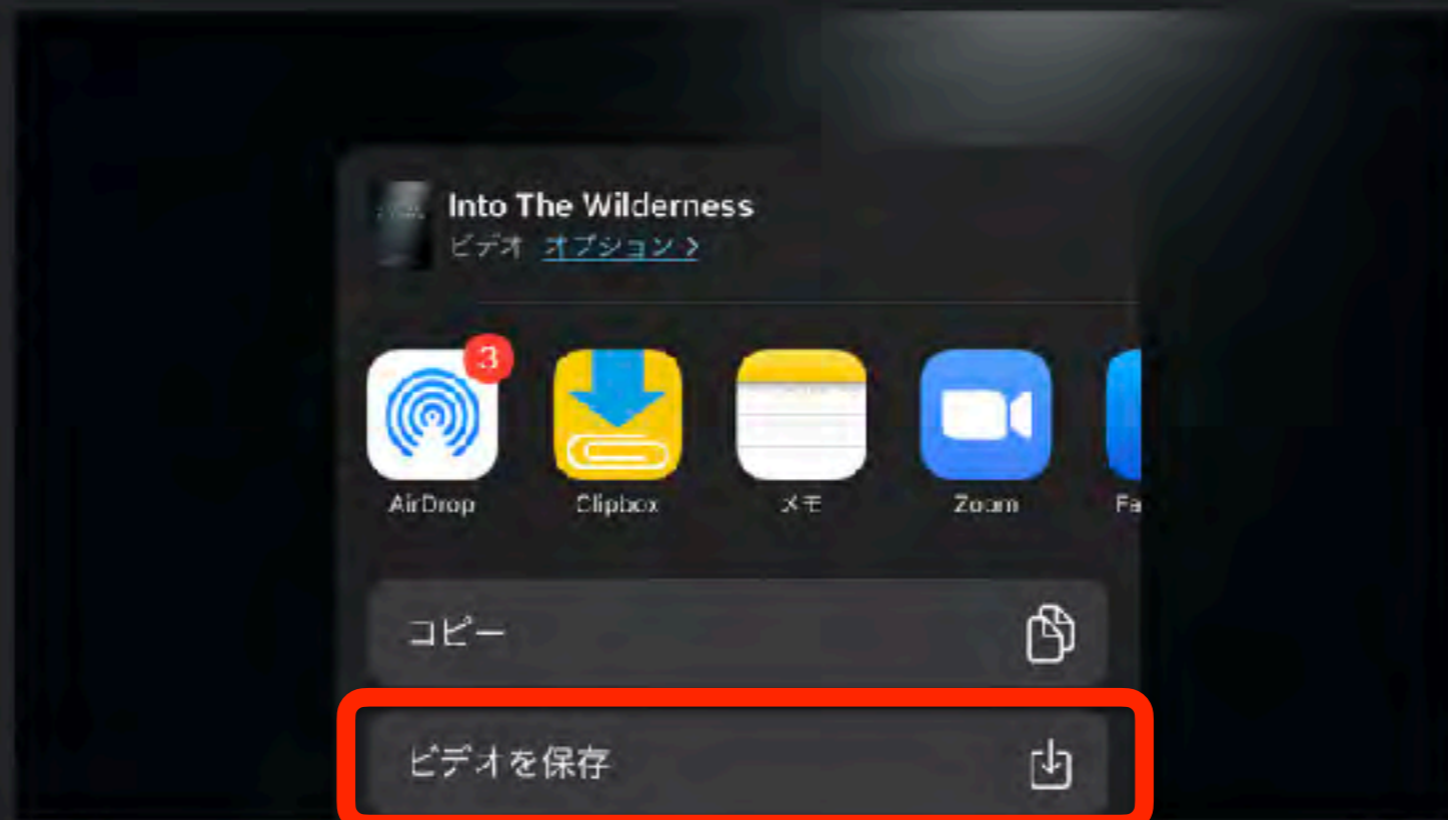 Into The Wilderness
ビデオ オプション >
3
AirDrop
Clipbox
メモ
Zoom
Fa
コピー
ビデオを保存